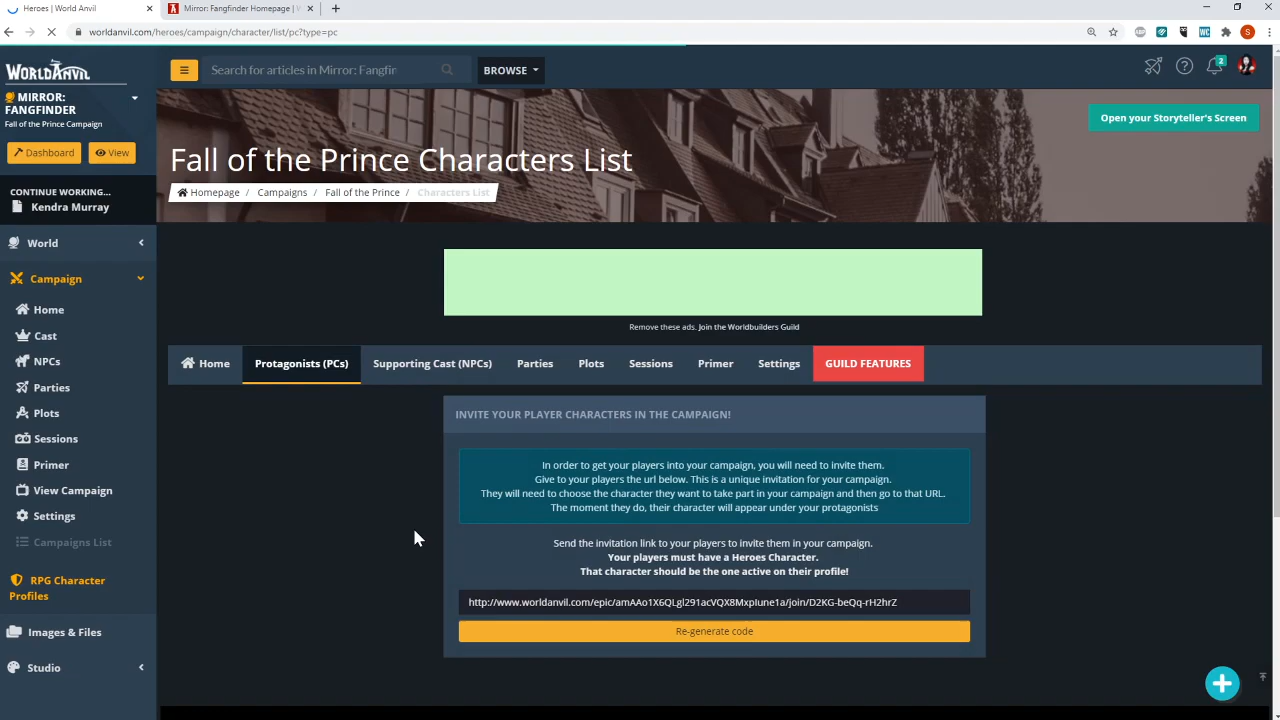 Heroes | World Anvil
Mirror: Fangfinder Homepage | W
worldanvil.com/heroes/campaign/character/list/pc?type=pc
WORLDANVIL
MIRROR: FANGFINDER
Fall of the Prince Campaign
Dashboard
View
CONTINUE WORKING...
Kendra Murray
World
Campaign
Home
Cast
NPCs
Parties
Plots
Sessions
Primer
View Campaign
Settings
Campaigns List
RPG Character
Profiles
Images & Files
Studio
Search for articles in Mirror: Fangfir
BROWSE
2
Open your Storyteller's Screen
Fall of the Prince Characters List
Homepage / Campaigns / Fall of the Prince / Characters List
Remove these ads. Join the Worldbuilders Guild
Home
Protagonists (PCs)
Supporting Cast (NPCs)
Parties
Plots
Sessions
Primer
Settings
GUILD FEATURES
INVITE YOUR PLAYER CHARACTERS IN THE CAMPAIGN!
In order to get your players into your campaign, you will need to invite them.
Give to your players the url below. This is a unique invitation for your campaign.
They will need to choose the character they want to take part in your campaign and then go to that URL.
The moment they do, their character will appear under your protagonists
Send the invitation link to your players to invite them in your campaign.
Your players must have a Heroes Character.
That character should be the one active on their profile!
http://www.worldanvil.com/epic/amAAo1X6QLgl291acVQX8MxpIune1a/join/D2KG-beQq-rH2hrZ
Re-generate code